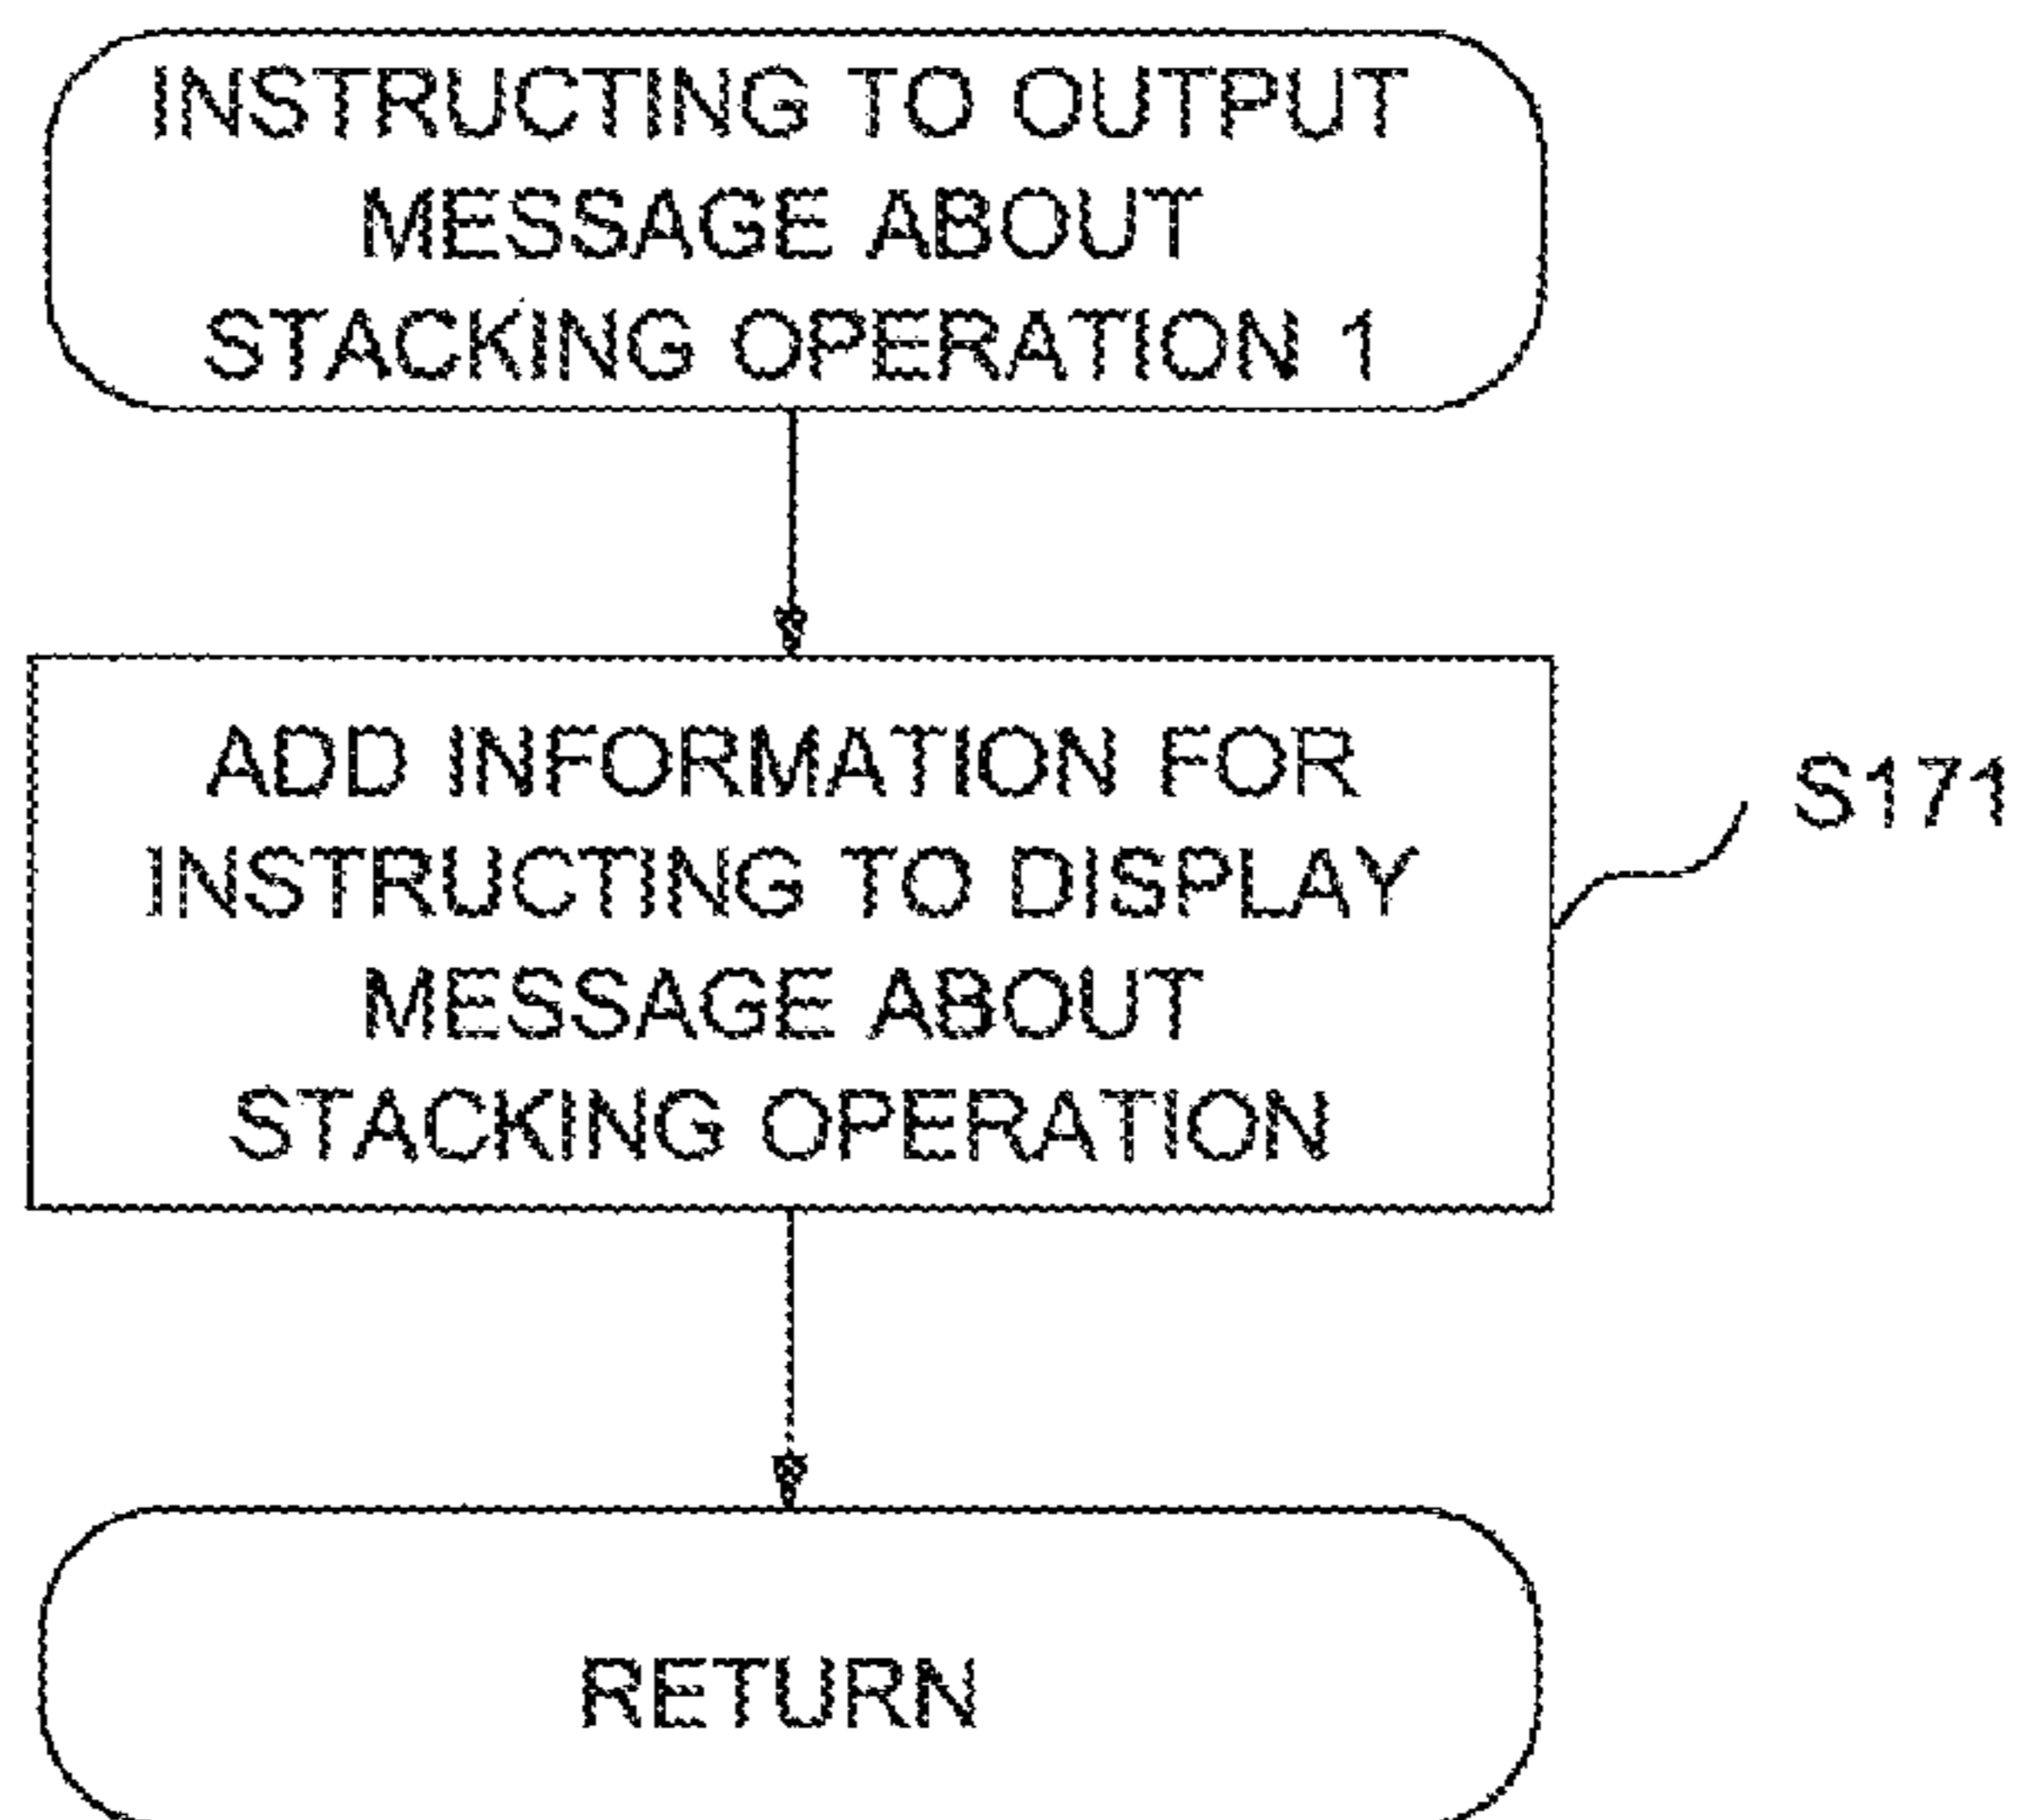 INSTRUCTING TO OUTPUT
MESSAGE ABOUT
STACKING OPERATION 1
ADD INFORMATION FOR
INSTRUCTING TO DISPLAY
MESSAGE ABOUT
STACKING OPERATION
S171
RETURN